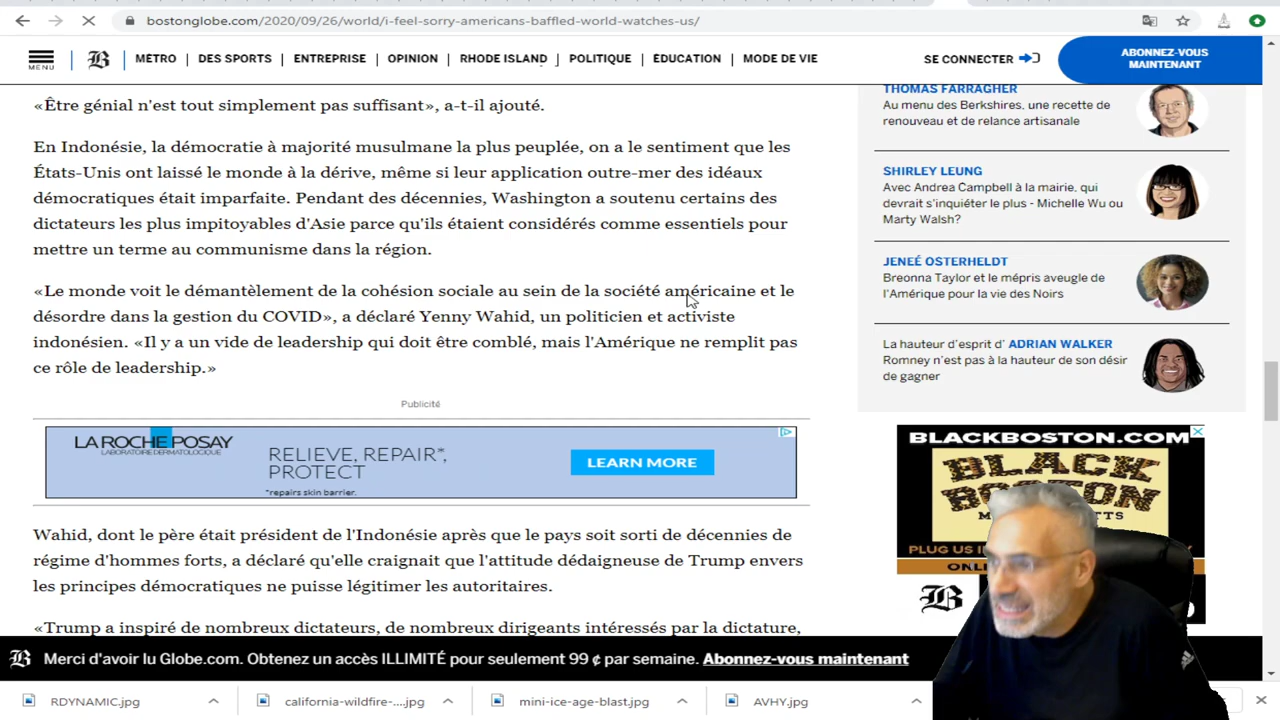 bostonglobe.com/2020/09/26/world/i-feel-sorry-americans-baffled-world-watches-us/
MENU
B
MÉTRO
DES SPORTS
ENTREPRISE
OPINION
RHODE ISLAND
POLITIQUE
ÉDUCATION
MODE DE VIE
SE CONNECTER
ABONNEZ-VOUS
MAINTENANT
«Être génial n'est tout simplement pas suffisant», a-t-il ajouté.
En Indonésie, la démocratie à majorité musulmane la plus peuplée, on a le sentiment que les
États-Unis ont laissé le monde à la dérive, même si leur application outre-mer des idéaux
démocratiques était imparfaite. Pendant des décennies, Washington a soutenu certains des
dictateurs les plus impitoyables d'Asie parce qu'ils étaient considérés comme essentiels pour
mettre un terme au communisme dans la région.
«Le monde voit le démantèlement de la cohésion sociale au sein de la société américaine et le
désordre dans la gestion du COVID», a déclaré Yenny Wahid, un politicien et activiste
indonésien. «Il y a un vide de leadership qui doit être comblé, mais l'Amérique ne remplit pas
ce rôle de leadership.»
Publicité
LA ROCHE POSAY
LABORATOIRE DERMATOLOGIQUE
RELIEVE, REPAIR*,
PROTECT
*repairs skin barrier.
LEARN MORE
Wahid, dont le père était président de l'Indonésie après que le pays soit sorti de décennies de
régime d'hommes forts, a déclaré qu'elle craignait que l'attitude dédaigneuse de Trump envers
les principes démocratiques ne puisse légitimer les autoritaires.
«Trump a inspiré de nombreux dictateurs, de nombreux dirigeants intéressés par la dictature,
THOMAS FARRAGHER
Au menu des Berkshires, une recette de
renouveau et de relance artisanale
SHIRLEY LEUNG
Avec Andrea Campbell à la mairie, qui
devrait s'inquiéter le plus - Michelle Wu ou
Marty Walsh?
JENEÉ OSTERHELDT
Breonna Taylor et le mépris aveugle de
l'Amérique pour la vie des Noirs
La hauteur d'esprit d' ADRIAN WALKER
Romney n'est pas à la hauteur de son désir
de gagner
BLACKBOSTON.COM
BLACK
BOSTON
PLUG US IN
B
B Merci d'avoir lu Globe.com. Obtenez un accès ILLIMITÉ pour seulement 99 ¢ par semaine. Abonnez-vous maintenant
RDYNAMIC.jpg
california-wildfire-....jpg
mini-ice-age-blast.jpg
AVHY.jpg